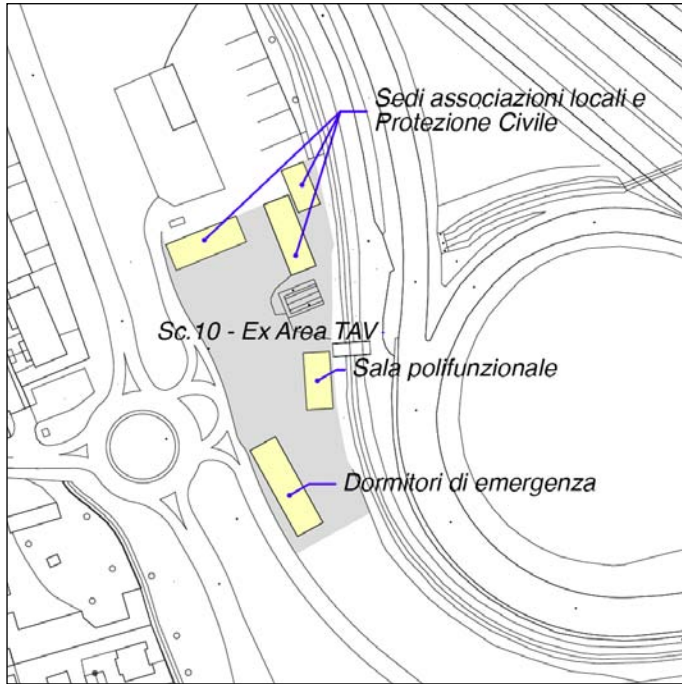 Sedi associazioni locali e
Protezione Civile
Sc.10 - Ex Area TAV
Sala polifunzionale
Dormitori di emergenza